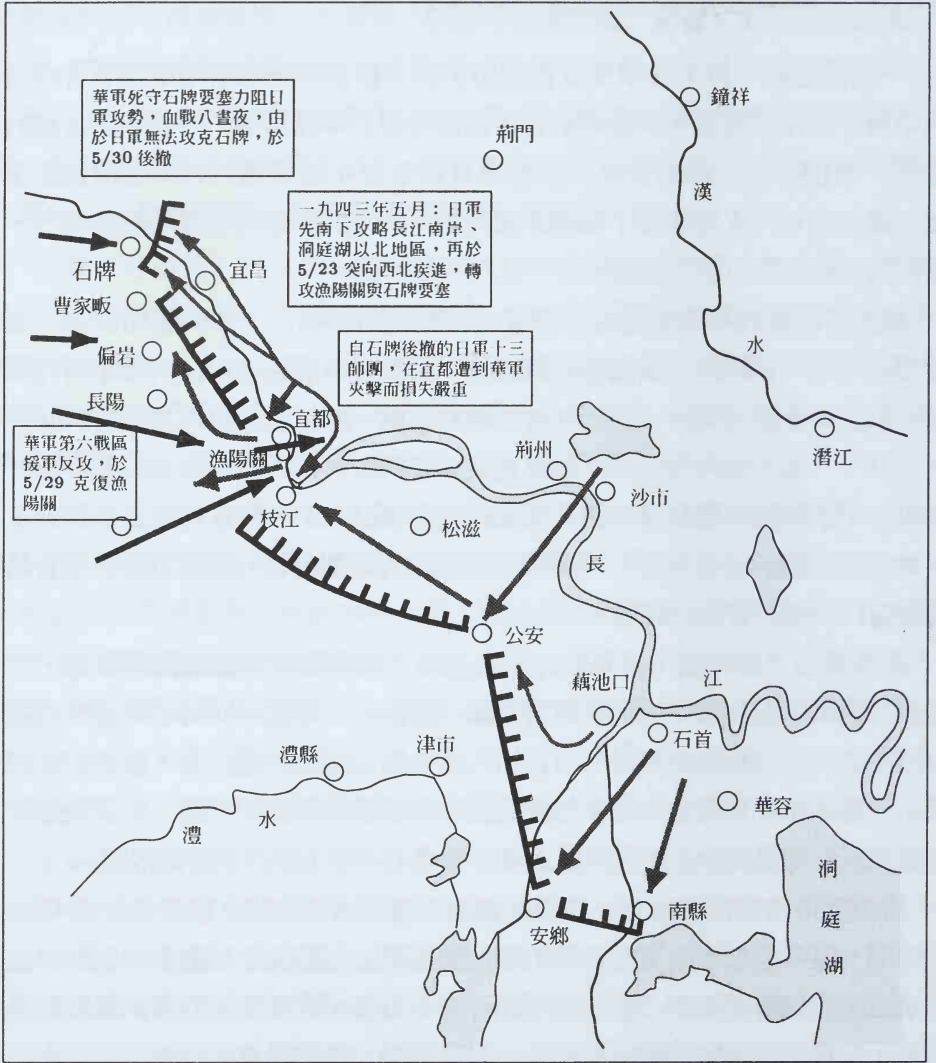 華軍死守石牌要塞力阻日
軍攻勢，血戰八晝夜，由
於日軍無法攻克石牌，於
5/30 後撤
鐘祥
荊門
漢
一九四三年五月：日軍
先南下攻略長江南岸、
洞庭湖以北地區，再於
5/23 突向西北疾進，轉
攻漁陽關與石牌要塞
石牌
宜昌
曹家畈
水
偏岩
白石牌後撤的日軍十三
師團，在宜都遭到華軍
夾擊而損失嚴重
長陽
宜都
潛江
華軍第六戰區
援軍反攻，於
5/29 克復漁
陽關
漁陽關
荊州
沙市
枝江
松滋
長
公安
藕池口
江
石首
澧縣
津市
華容
澧
水
洞
庭
湖
安鄉
南縣